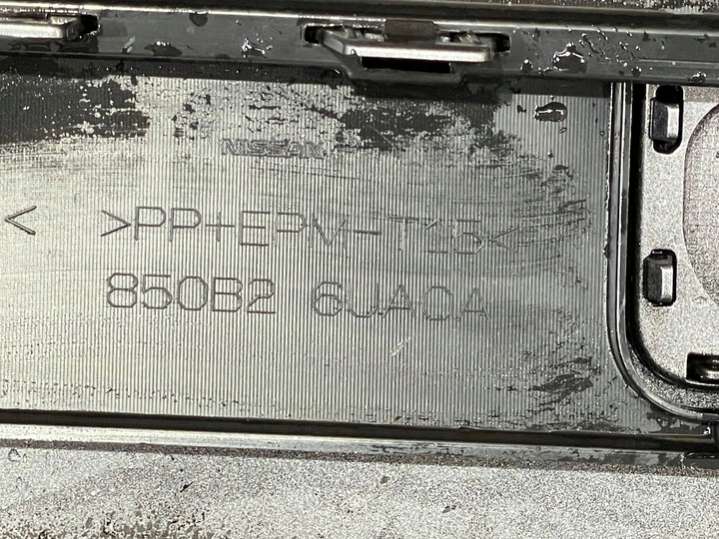 NISSAN
< >PP+EPM-T15<
850B2 6JA0A